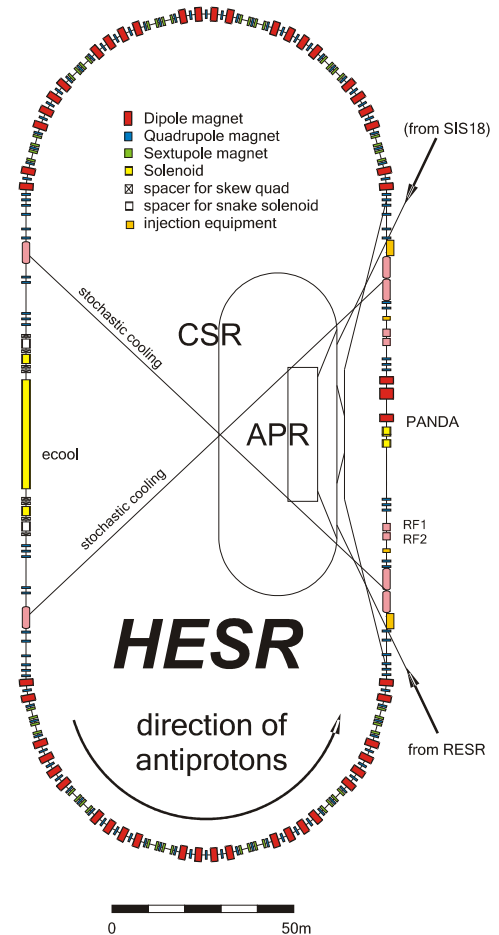 Dipole magnet
Quadrupole magnet
Sextupole magnet
Solenoid
spacer for skew quad
spacer for snake solenoid
injection equipment
(from SIS18)
stochastic cooling
CSR
APR
PANDA
ecool
stochastic cooling
RF1
RF2
HESR
direction of
antiprotons
from RESR
0
50m